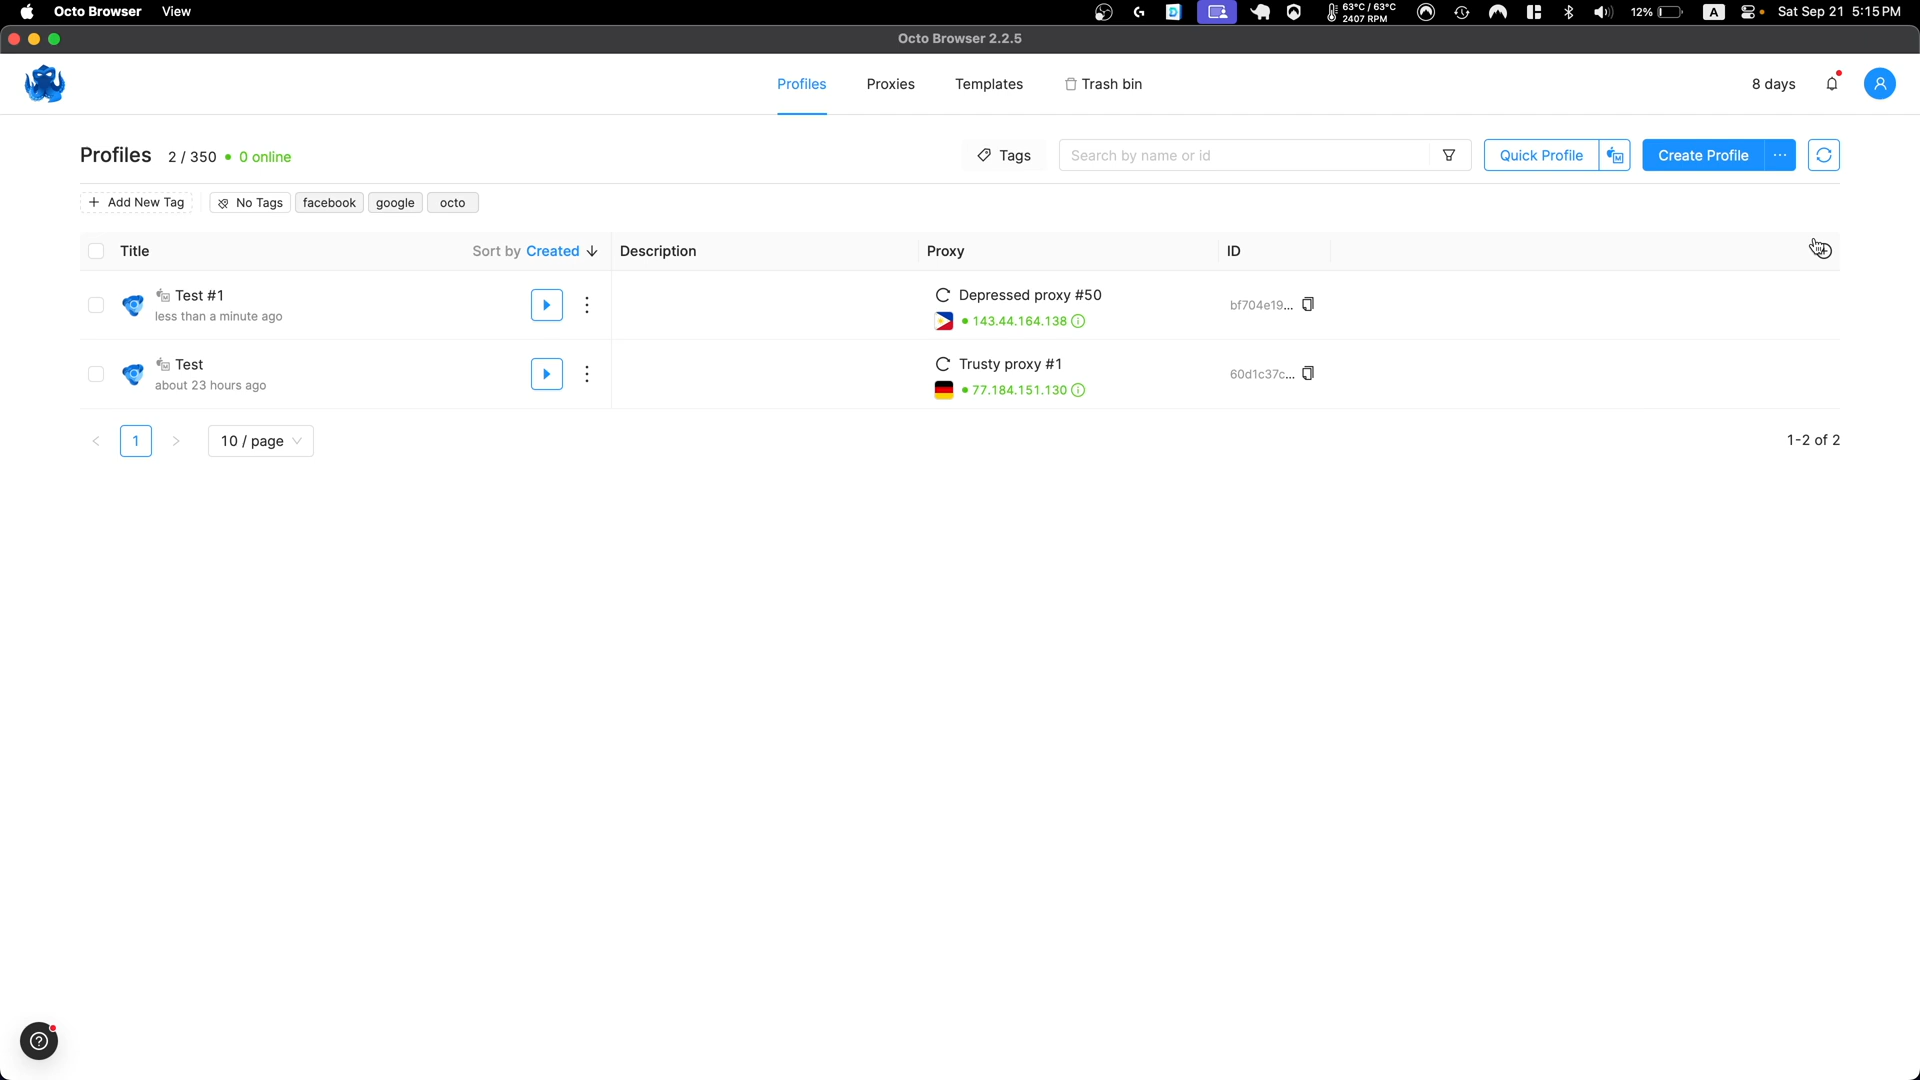 Octo Browser View 63°C / 63°C 2407 RPM 12% A Sat Sep 21 5:15 PM
Octo Browser 2.2.5
Profiles Proxies Templates Trash bin 8 days
Profiles 2 / 350 • 0 online Tags Search by name or id Quick Profile Create Profile ···
+ Add New Tag No Tags facebook google octo
Title Sort by Created ↓ Description Proxy ID
Test #1 Depressed proxy #50
less than a minute ago 143.44.164.138 bf704e19...
Test Trusty proxy #1
about 23 hours ago 77.184.151.130 60d1c37c...
< 1 > 10 / page 1-2 of 2